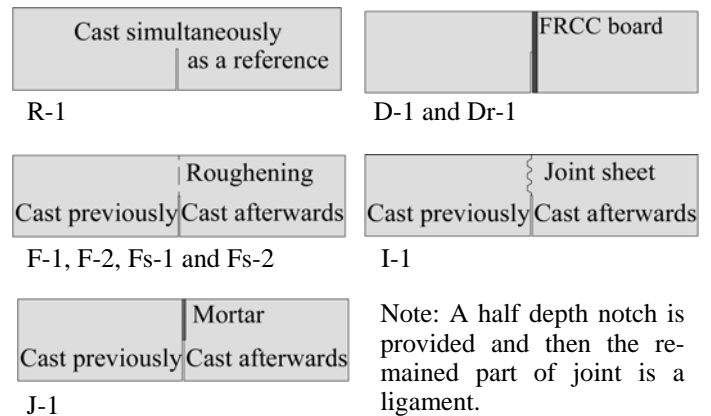 Cast simultaneously
as a reference
R-1
FRCC board
D-1 and Dr-1
Roughening
Cast previously Cast afterwards
F-1, F-2, Fs-1 and Fs-2
Joint sheet
Cast previously Cast afterwards
I-1
Mortar
Cast previously Cast afterwards
J-1
Note: A half depth notch is
provided and then the re-
mained part of joint is a
ligament.